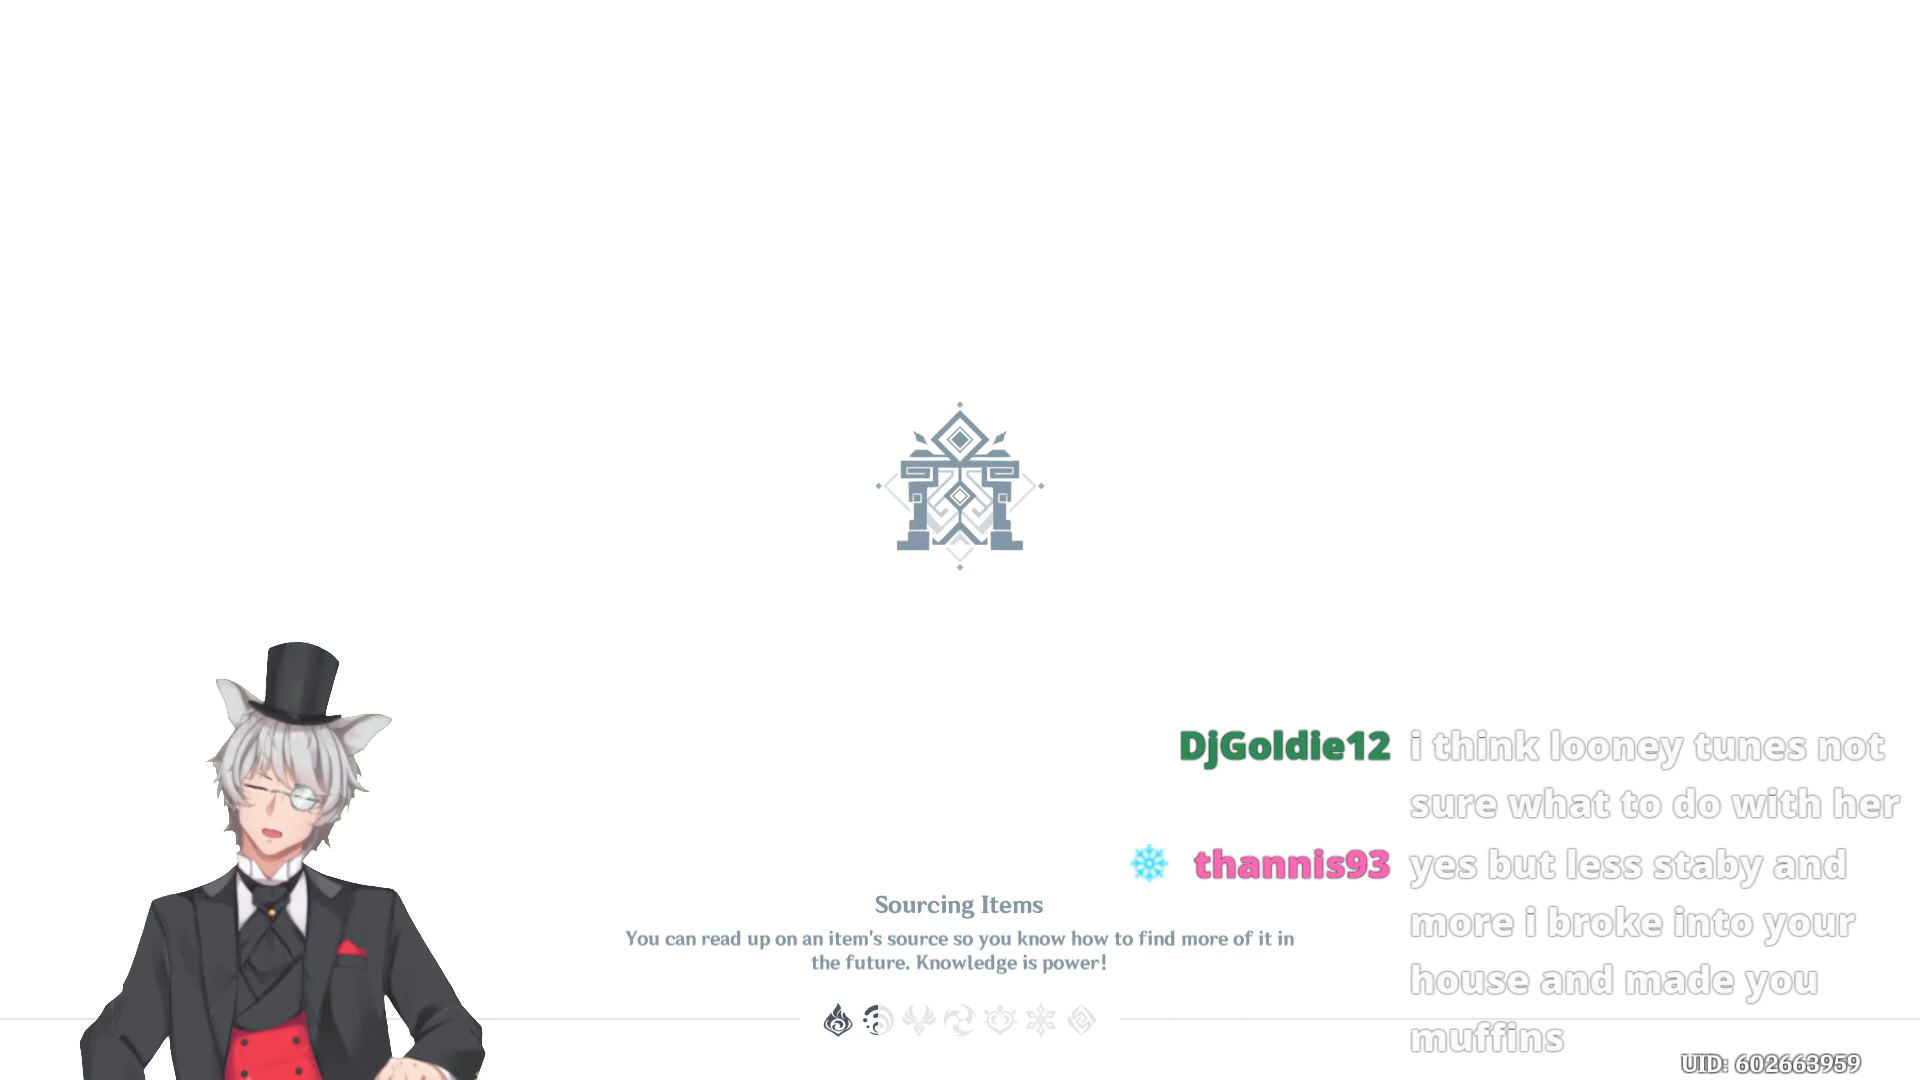 DjGoldie12 i think looney tunes not
sure what to do with her
thannis93 yes but less staby and
more i broke into your
house and made you
muffins
Sourcing Items
You can read up on an item's source so you know how to find more of it in
the future. Knowledge is power!
UID: 602663959